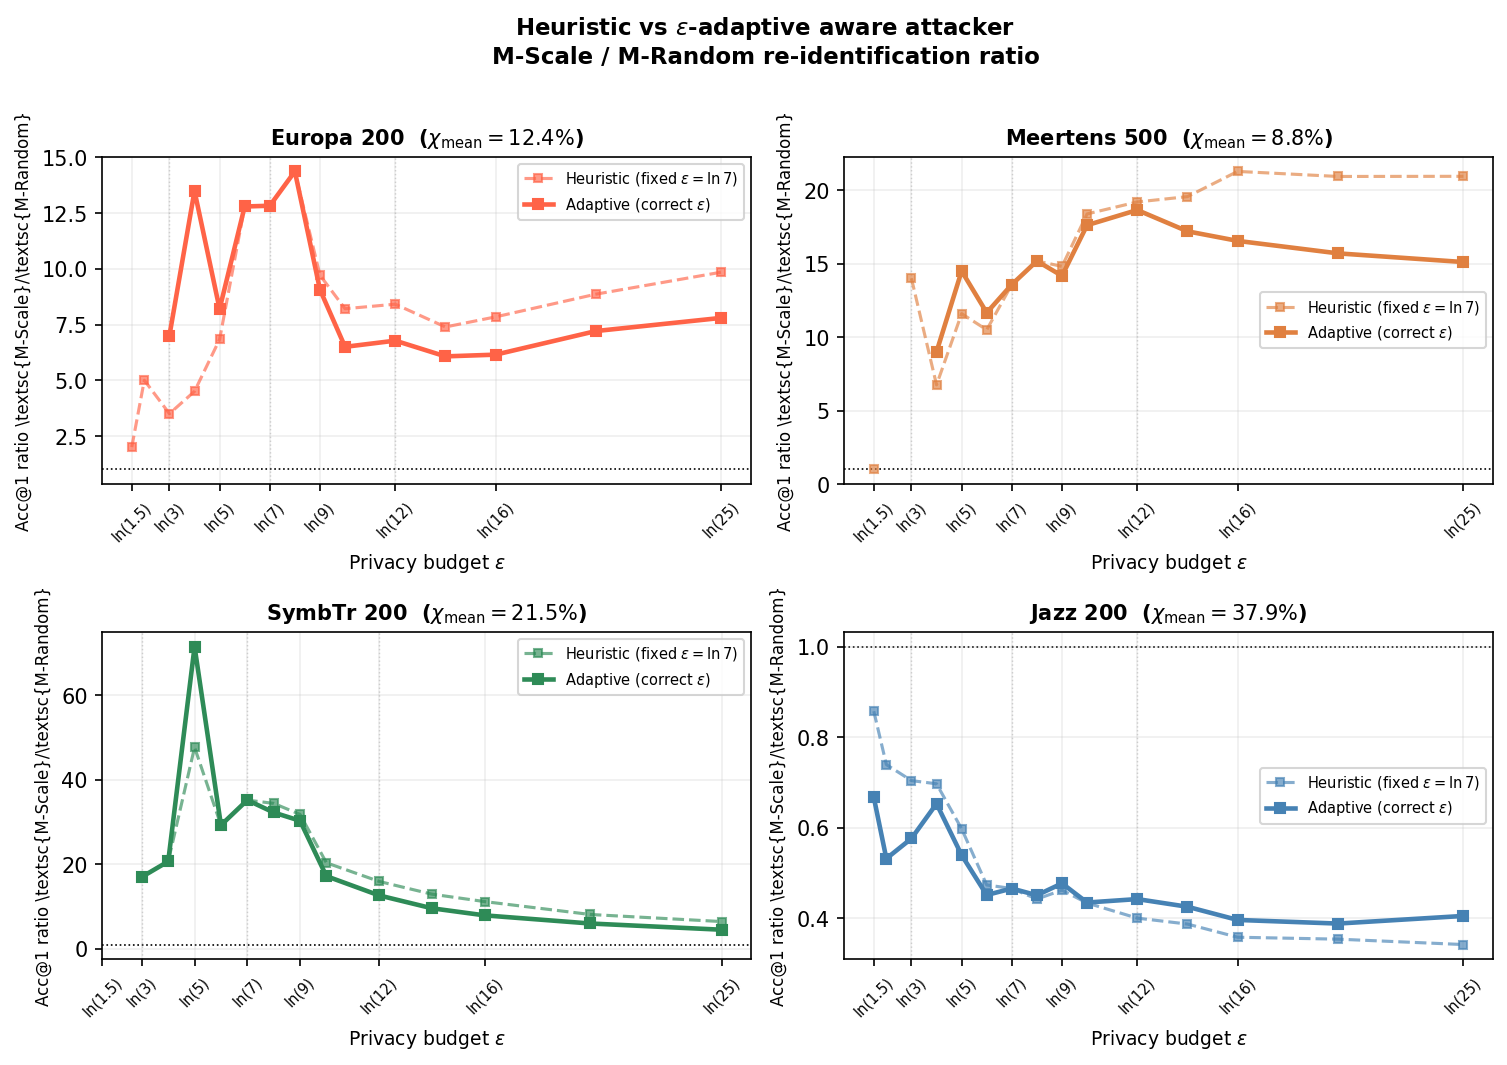 Heuristic vs ε-adaptive aware attacker
M-Scale / M-Random re-identification ratio
Europa 200 (χmean = 12.4%)
Acc@1 ratio \textsc{M-Scale}/\textsc{M-Random}
15.0
12.5
10.0
7.5
5.0
2.5
Heuristic (fixed ε = ln 7)
Adaptive (correct ε)
ln(1.5)
ln(3)
ln(5)
ln(7)
ln(9)
ln(12)
ln(16)
ln(25)
Privacy budget ε
Meertens 500 (χmean = 8.8%)
Acc@1 ratio \textsc{M-Scale}/\textsc{M-Random}
20
15
10
5
0
Heuristic (fixed ε = ln 7)
Adaptive (correct ε)
ln(1.5)
ln(3)
ln(5)
ln(7)
ln(9)
ln(12)
ln(16)
ln(25)
Privacy budget ε
SymbTr 200 (χmean = 21.5%)
Acc@1 ratio \textsc{M-Scale}/\textsc{M-Random}
60
40
20
0
Heuristic (fixed ε = ln 7)
Adaptive (correct ε)
ln(1.5)
ln(3)
ln(5)
ln(7)
ln(9)
ln(12)
ln(16)
ln(25)
Privacy budget ε
Jazz 200 (χmean = 37.9%)
Acc@1 ratio \textsc{M-Scale}/\textsc{M-Random}
1.0
0.8
0.6
0.4
Heuristic (fixed ε = ln 7)
Adaptive (correct ε)
ln(1.5)
ln(3)
ln(5)
ln(7)
ln(9)
ln(12)
ln(16)
ln(25)
Privacy budget ε